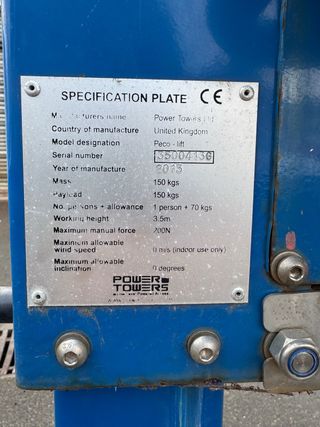 SPECIFICATION PLATE CE
Manufacturers name Power Towers Ltd
Country of manufacture United Kingdom
Model designation Peco - lift
Serial number
Year of manufacture 2013
Mass 150 kgs
Payload 150 kgs
No. persons + allowance 1 person + 70 kgs
Working height 3.5m
Maximum manual force 200N
Maximum allowable
wind speed 0 m/s (indoor use only)
Maximum allowable
inclination 0 degrees
POWER
TOWERS